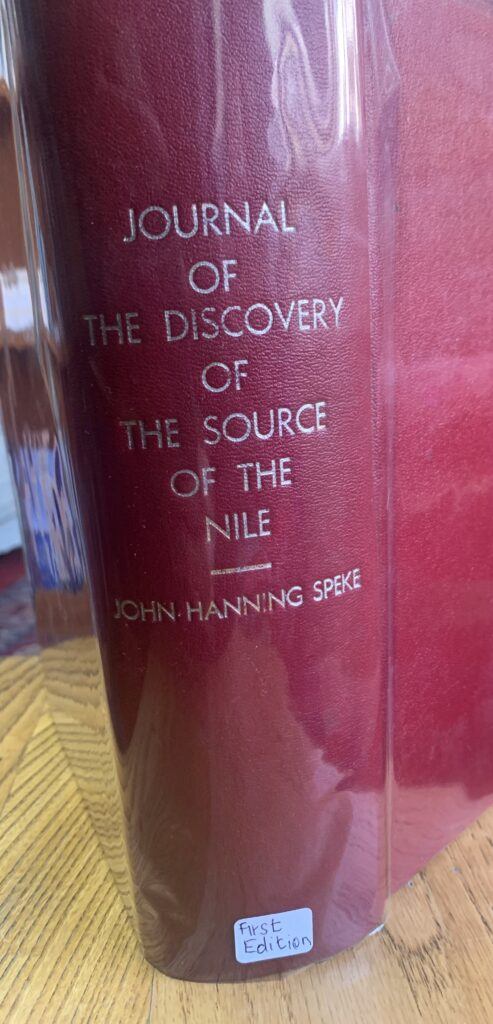 JOURNAL
OF
THE DISCOVERY
OF
THE SOURCE
OF THE
NILE
JOHN HANNING SPEKE
First
Edition